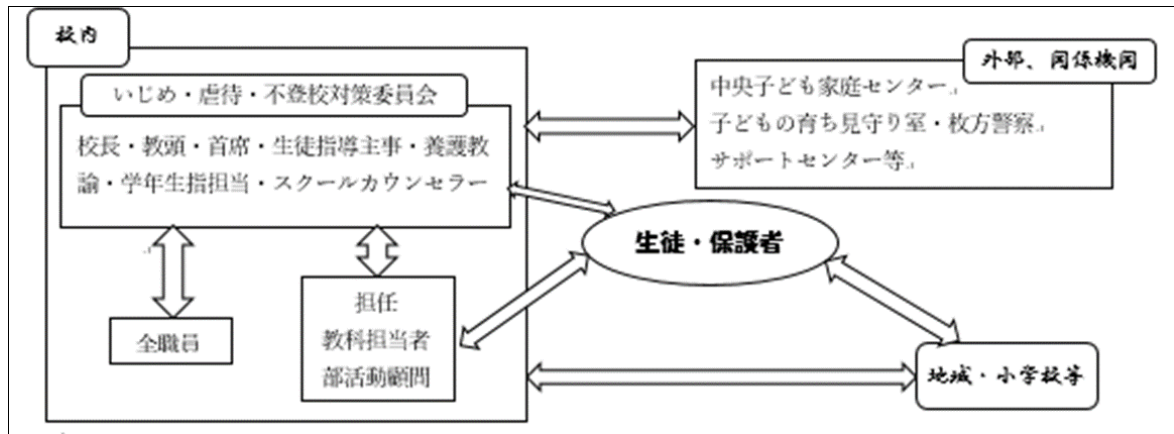 校内
いじめ・虐待・不登校対策委員会
校長・教頭・首席・生徒指導主事・養護教
諭・学年生指担当・スクールカウンセラー
外部、関係機関
中央子ども家庭センター
子どもの育ち見守り室・枚方警察
サポートセンター等
生徒・保護者
担任
教科担当者
部活動顧問
全職員
地域・小学校等